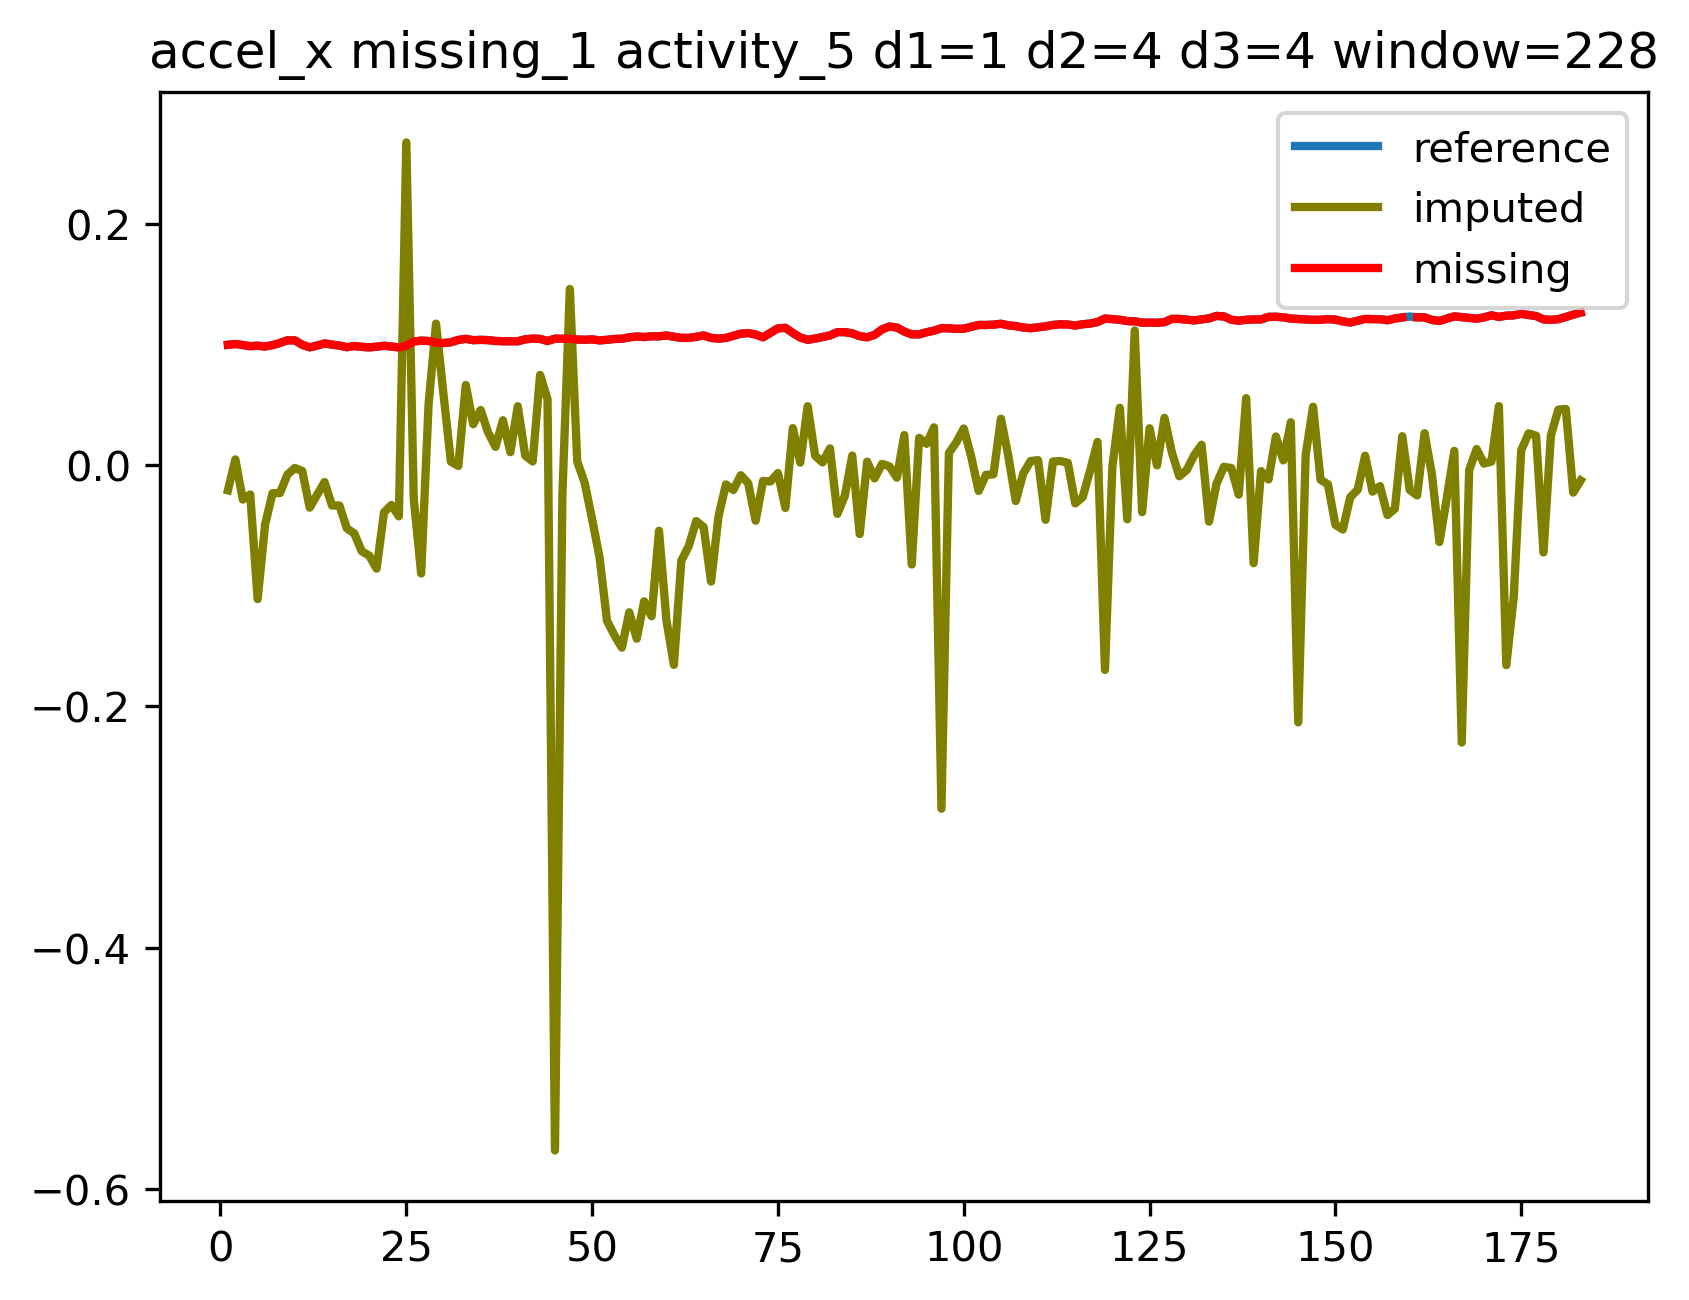 accel_x missing_1 activity_5 d1=1 d2=4 d3=4 window=228
reference
imputed
missing
0.2
0.0
−0.2
−0.4
−0.6
0 25 50 75 100 125 150 175